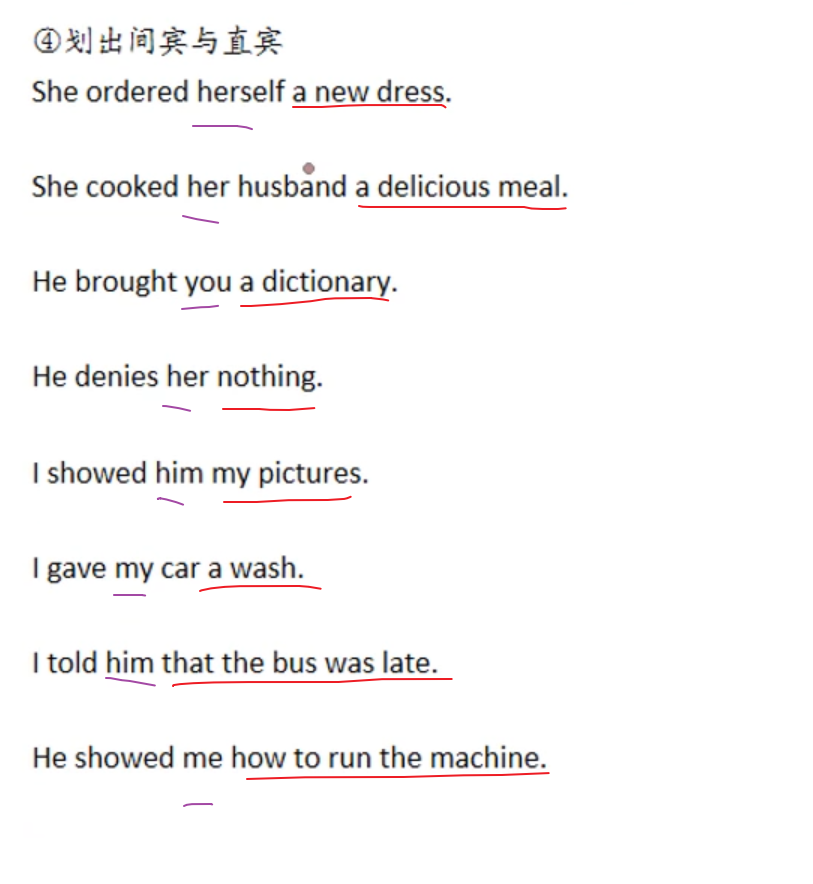 ④划出间宾与直宾
She ordered herself a new dress.
She cooked her husband a delicious meal.
He brought you a dictionary.
He denies her nothing.
I showed him my pictures.
I gave my car a wash.
I told him that the bus was late.
He showed me how to run the machine.